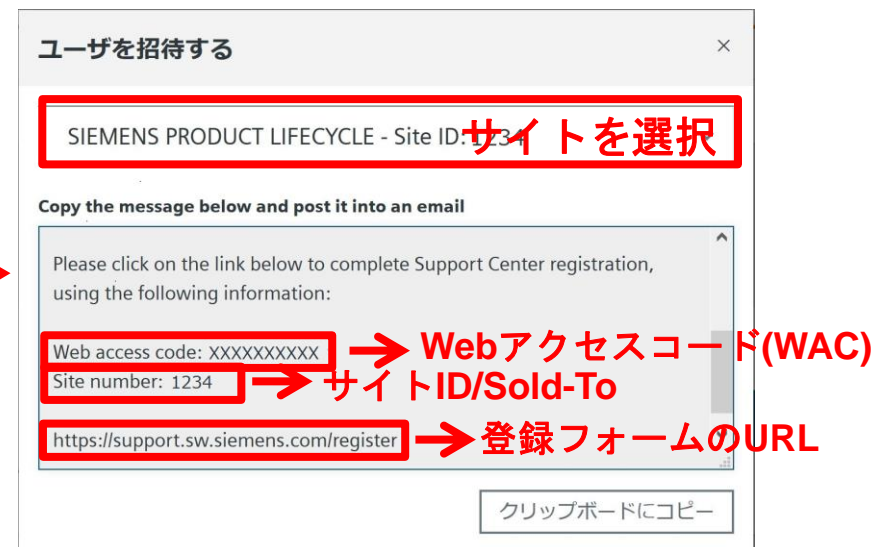 ユーザを招待する ×
SIEMENS PRODUCT LIFECYCLE - Site ID: 1234 サイトを選択
Copy the message below and post it into an email
Please click on the link below to complete Support Center registration,
using the following information:
Web access code: XXXXXXXXXX Webアクセスコード(WAC)
Site number: 1234 サイトID/Sold-To
https://support.sw.siemens.com/register 登録フォームのURL
クリップボードにコピー